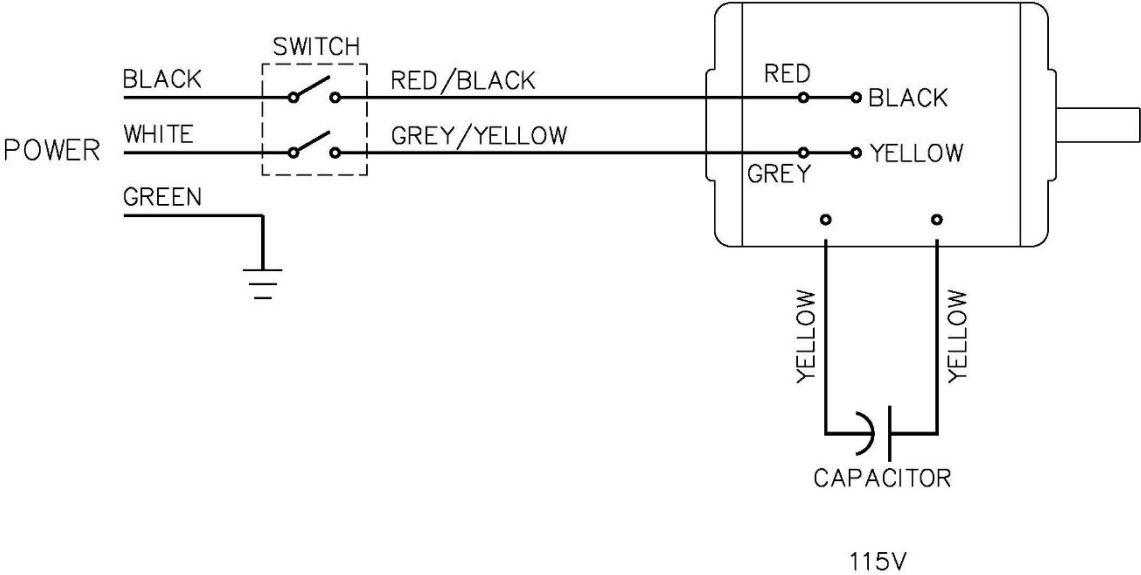 SWITCH
BLACK
RED/BLACK
RED
BLACK
POWER
WHITE
GREY/YELLOW
YELLOW
GREY
GREEN
YELLOW
YELLOW
CAPACITOR
115V